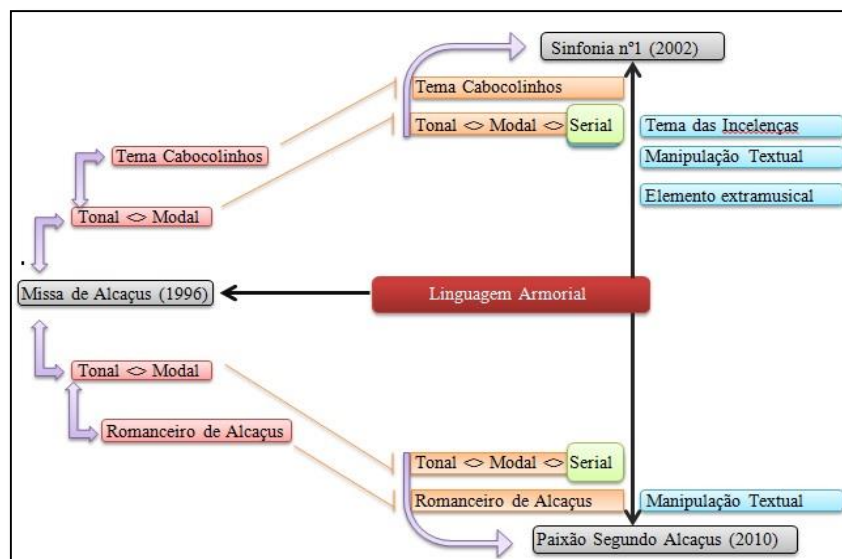 Sinfonia nº1 (2002)
Tema Cabocolinhos
Tonal <> Modal <> Serial
Tema das Incelenças
Manipulação Textual
Elemento extramusical
Tema Cabocolinhos
Tonal <> Modal
Missa de Alcaçus (1996)
Linguagem Armorial
Tonal <> Modal
Romanceiro de Alcaçus
Tonal <> Modal <> Serial
Romanceiro de Alcaçus
Manipulação Textual
Paixão Segundo Alcaçus (2010)